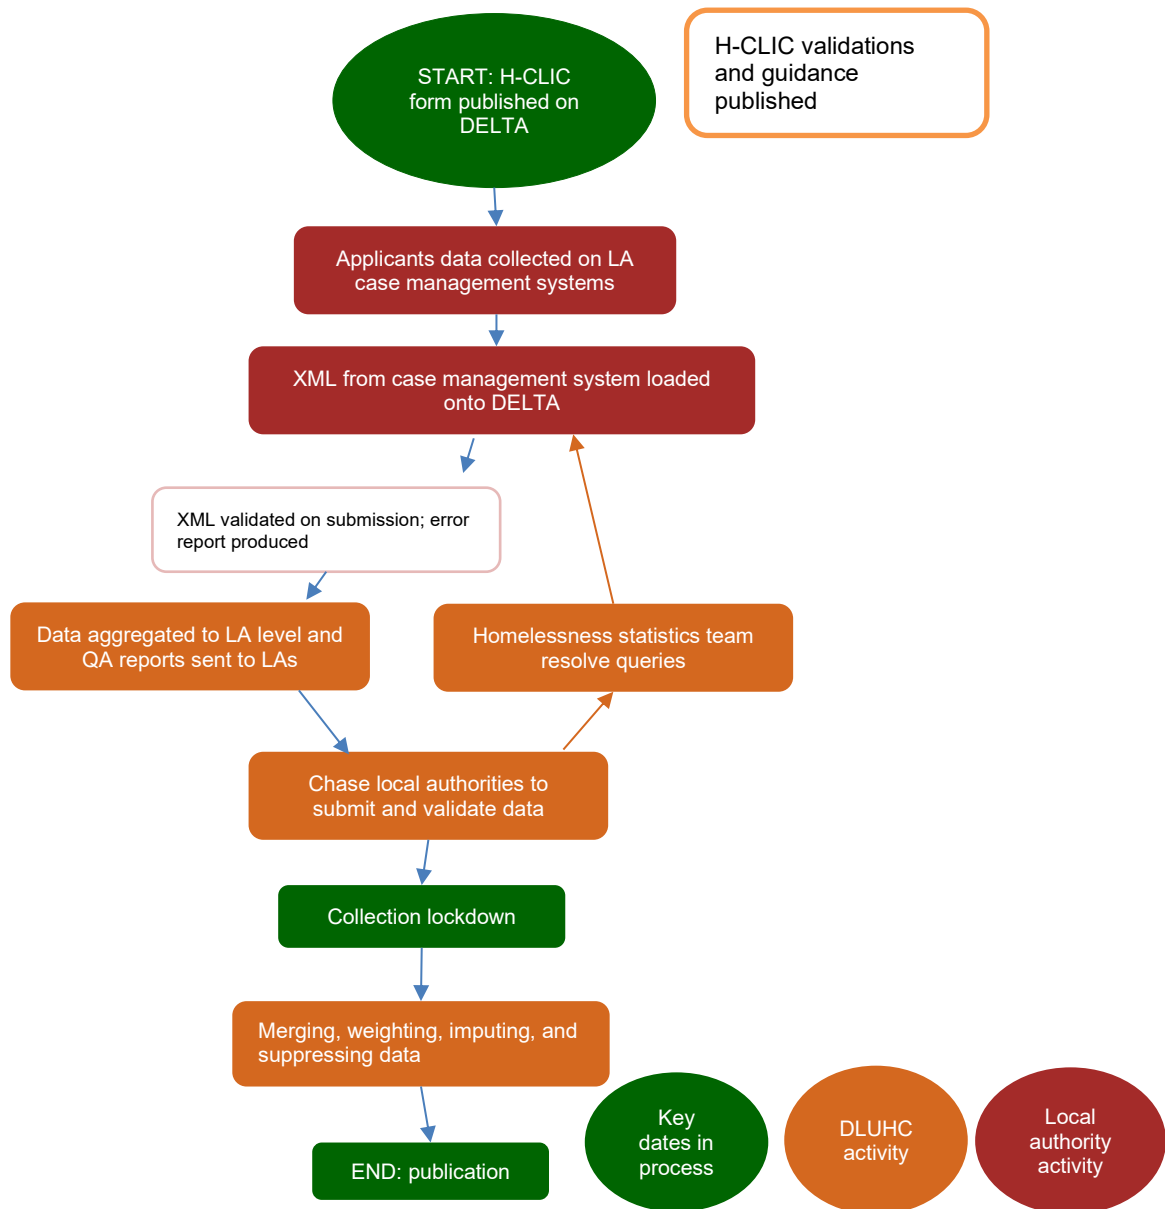 START: H-CLIC
form published on
DELTA
H-CLIC validations
and guidance
published
Applicants data collected on LA
case management systems
XML from case management system loaded
onto DELTA
XML validated on submission; error
report produced
Data aggregated to LA level and
QA reports sent to LAs
Homelessness statistics team
resolve queries
Chase local authorities to
submit and validate data
Collection lockdown
Merging, weighting, imputing, and
suppressing data
END: publication
Key
dates in
process
DLUHC
activity
Local
authority
activity